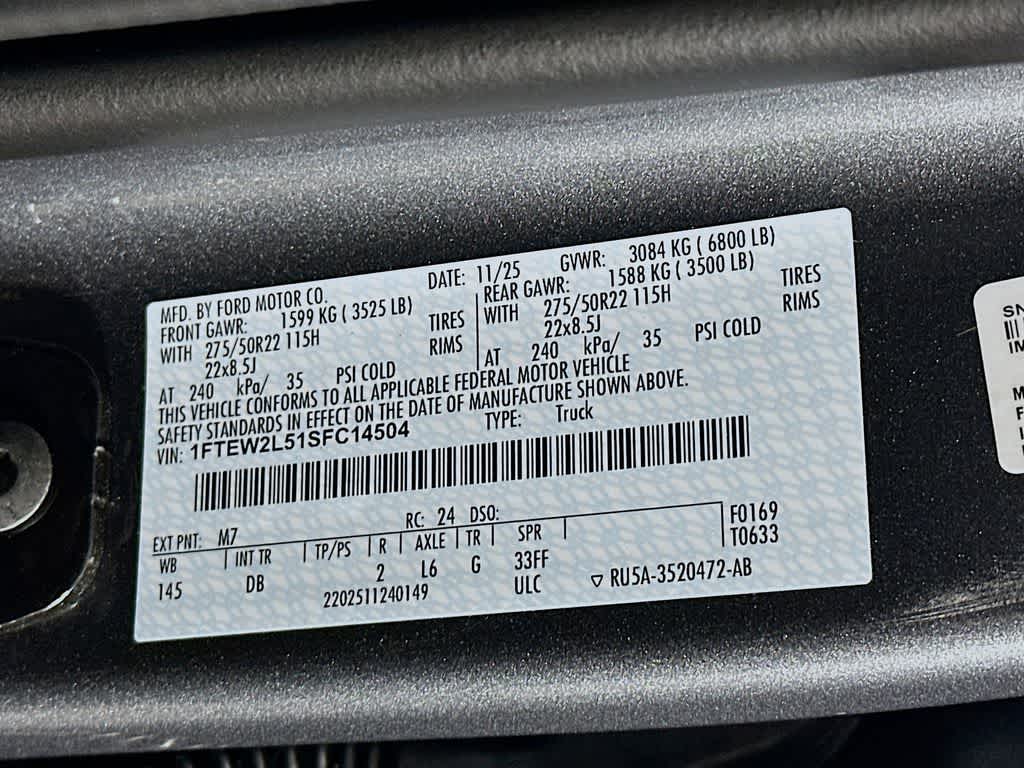 MFD. BY FORD MOTOR CO. DATE: 11/25 GVWR: 3084 KG ( 6800 LB)
FRONT GAWR: 1599 KG ( 3525 LB) REAR GAWR: 1588 KG ( 3500 LB)
WITH 275/50R22 115H TIRES WITH 275/50R22 115H TIRES
22x8.5J RIMS 22x8.5J RIMS
AT 240 kPa/ 35 PSI COLD AT 240 kPa/ 35 PSI COLD
THIS VEHICLE CONFORMS TO ALL APPLICABLE FEDERAL MOTOR VEHICLE
SAFETY STANDARDS IN EFFECT ON THE DATE OF MANUFACTURE SHOWN ABOVE.
VIN: 1FTEW2L51SFC14504 TYPE: Truck
EXT PNT: M7 RC: 24 DSO: F0169
WB INT TR TP/PS R AXLE TR SPR T0633
145 DB 2 L6 G 33FF
2202511240149 ULC ▽ RU5A-3520472-AB
SN
IM